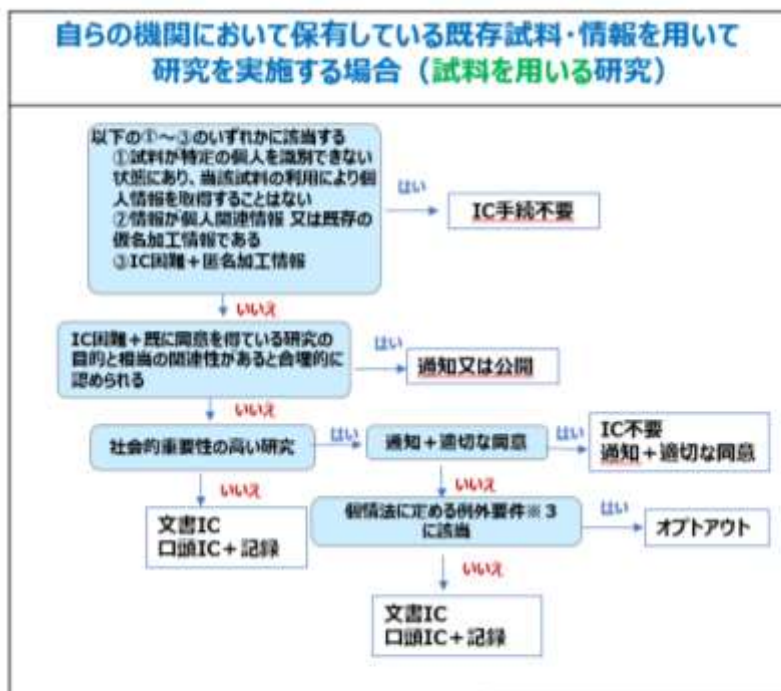 自らの機関において保有している既存試料・情報を用いて
研究を実施する場合（試料を用いる研究）
以下の①～③のいずれかに該当する
①試料が特定の個人を識別できない
状態にあり、当該試料の利用により個
人情報を取得することはない
②情報が個人関連情報 又は既存の
仮名加工情報である
③IC困難＋匿名加工情報
はい
IC手続不要
いいえ
IC困難＋既に同意を得ている研究の
目的と相当の関連性があると合理的に
認められる
はい
通知又は公開
いいえ
社会的重要性の高い研究
はい
通知＋適切な同意
はい
IC不要
通知＋適切な同意
いいえ
文書IC
口頭IC＋記録
いいえ
個情法に定める例外要件※３
に該当
はい
オプトアウト
いいえ
文書IC
口頭IC＋記録